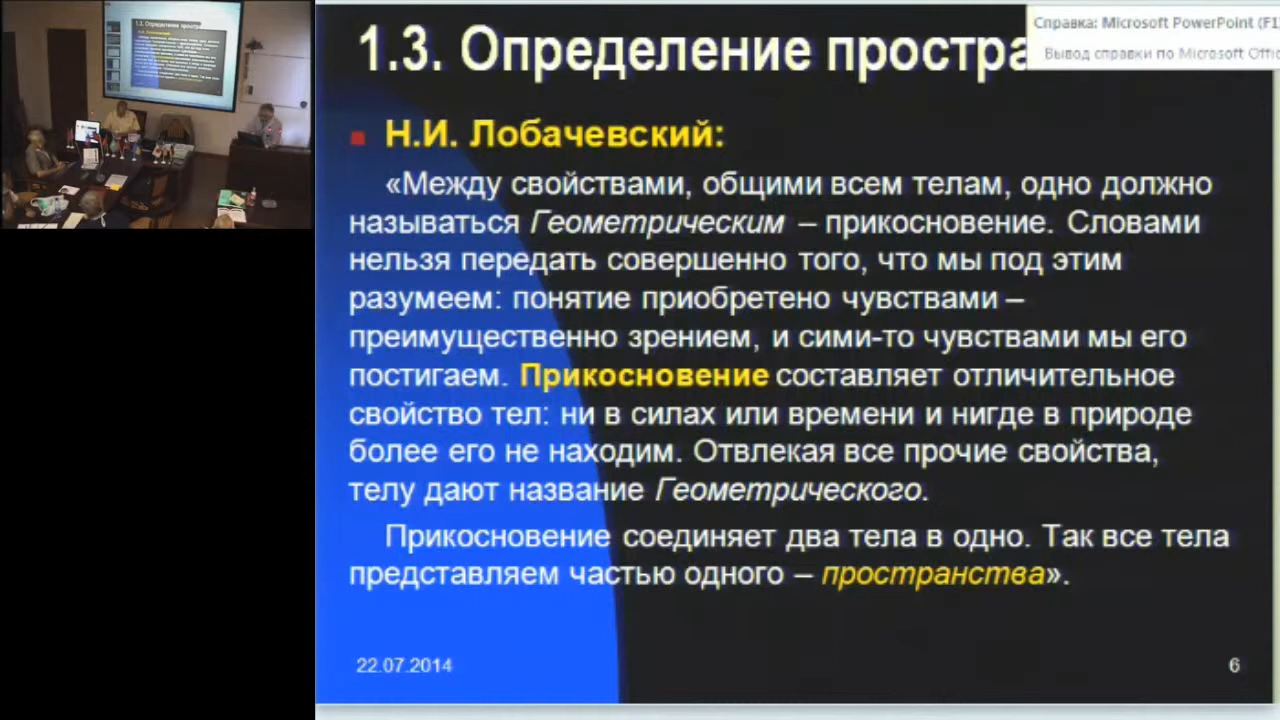 1.3. Определение простра
Справка: Microsoft PowerPoint (F1
Вывод справки по Microsoft Offic
Н.И. Лобачевский:
«Между свойствами, общими всем телам, одно должно
называться Геометрическим – прикосновение. Словами
нельзя передать совершенно того, что мы под этим
разумеем: понятие приобретено чувствами –
преимущественно зрением, и сими-то чувствами мы его
постигаем. Прикосновение составляет отличительное
свойство тел: ни в силах или времени и нигде в природе
более его не находим. Отвлекая все прочие свойства,
телу дают название Геометрического.
Прикосновение соединяет два тела в одно. Так все тела
представляем частью одного – пространства».
22.07.2014
6